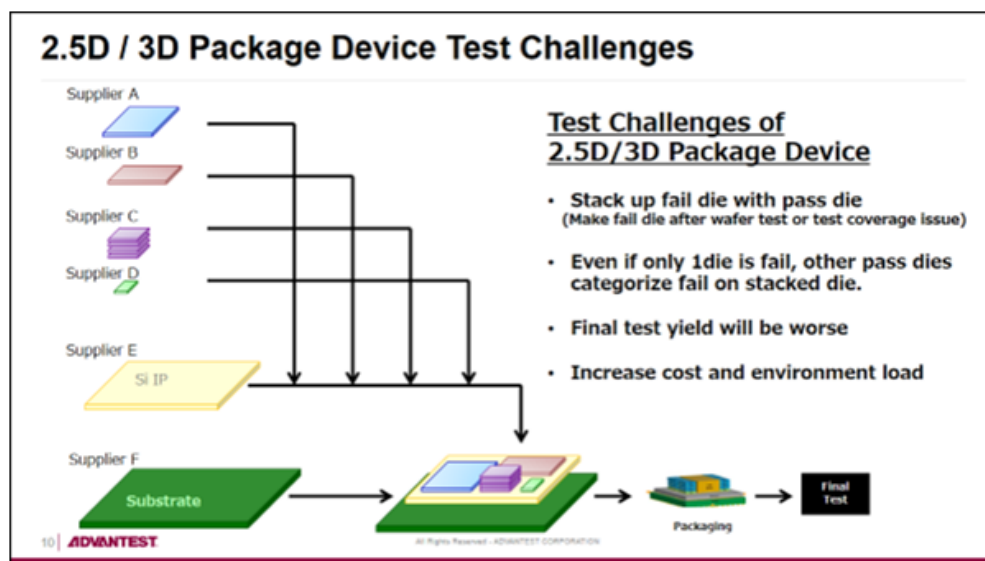 2.5D / 3D Package Device Test Challenges
Supplier A
Supplier B
Supplier C
Supplier D
Supplier E
Si IP
Supplier F
Substrate
Test Challenges of
2.5D/3D Package Device
• Stack up fail die with pass die
(Make fail die after wafer test or test coverage issue)
• Even if only 1die is fail, other pass dies
categorize fail on stacked die.
• Final test yield will be worse
• Increase cost and environment load
Packaging
Final
Test
10 | ADVANTEST
All Rights Reserved - ADVANTEST CORPORATION